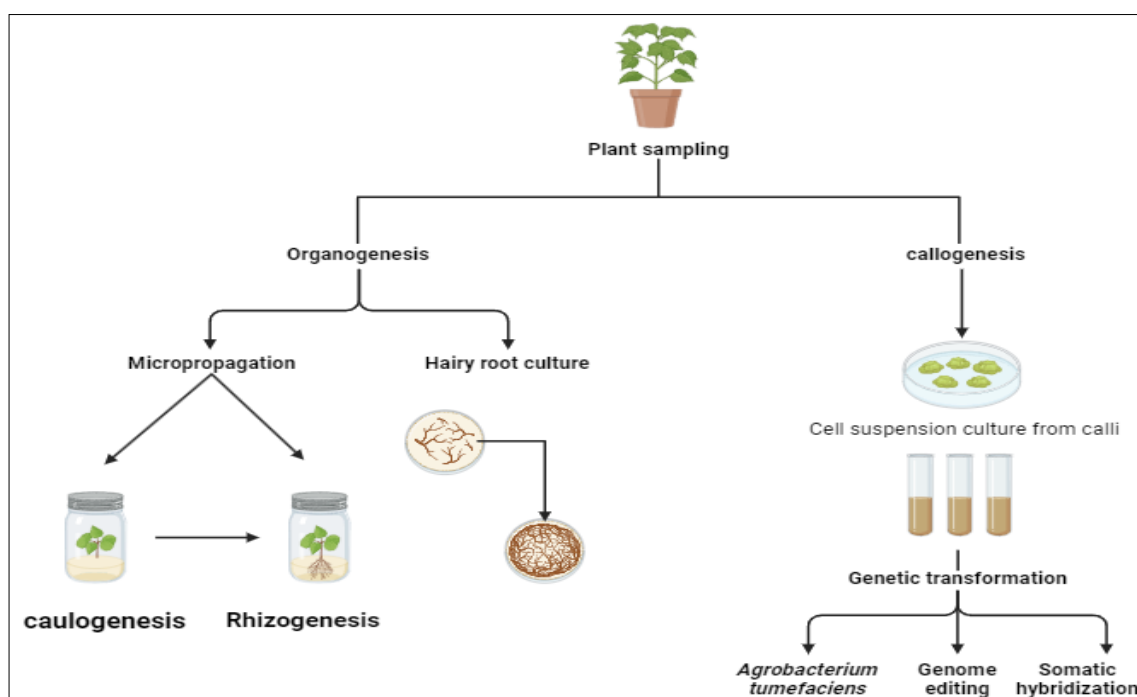 Plant sampling
Organogenesis
callogenesis
Micropropagation
Hairy root culture
Cell suspension culture from calli
Genetic transformation
caulogenesis
Rhizogenesis
Agrobacterium
tumefaciens
Genome
editing
Somatic
hybridization